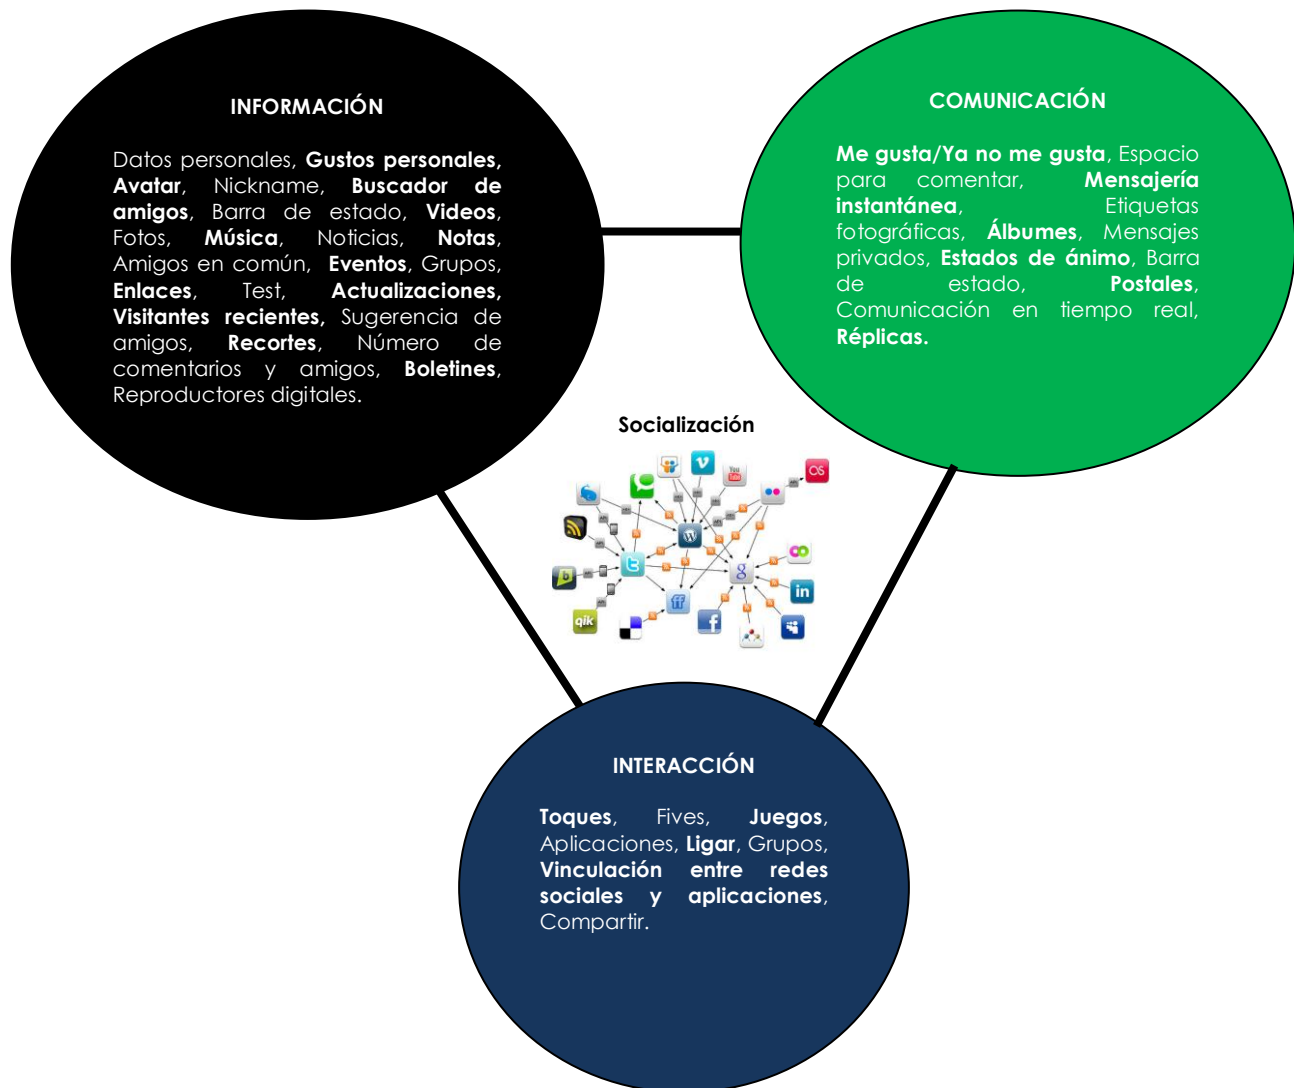 INFORMACIÓN
Datos personales, Gustos personales,
Avatar, Nickname, Buscador de
amigos, Barra de estado, Videos,
Fotos, Música, Noticias, Notas,
Amigos en común, Eventos, Grupos,
Enlaces, Test, Actualizaciones,
Visitantes recientes, Sugerencia de
amigos, Recortes, Número de
comentarios y amigos, Boletines,
Reproductores digitales.
COMUNICACIÓN
Me gusta/Ya no me gusta, Espacio
para comentar, Mensajería
instantánea, Etiquetas
fotográficas, Álbumes, Mensajes
privados, Estados de ánimo, Barra
de estado, Postales,
Comunicación en tiempo real,
Réplicas.
Socialización
You
Tube
qik
in
INTERACCIÓN
Toques, Fives, Juegos,
Aplicaciones, Ligar, Grupos,
Vinculación entre redes
sociales y aplicaciones,
Compartir.